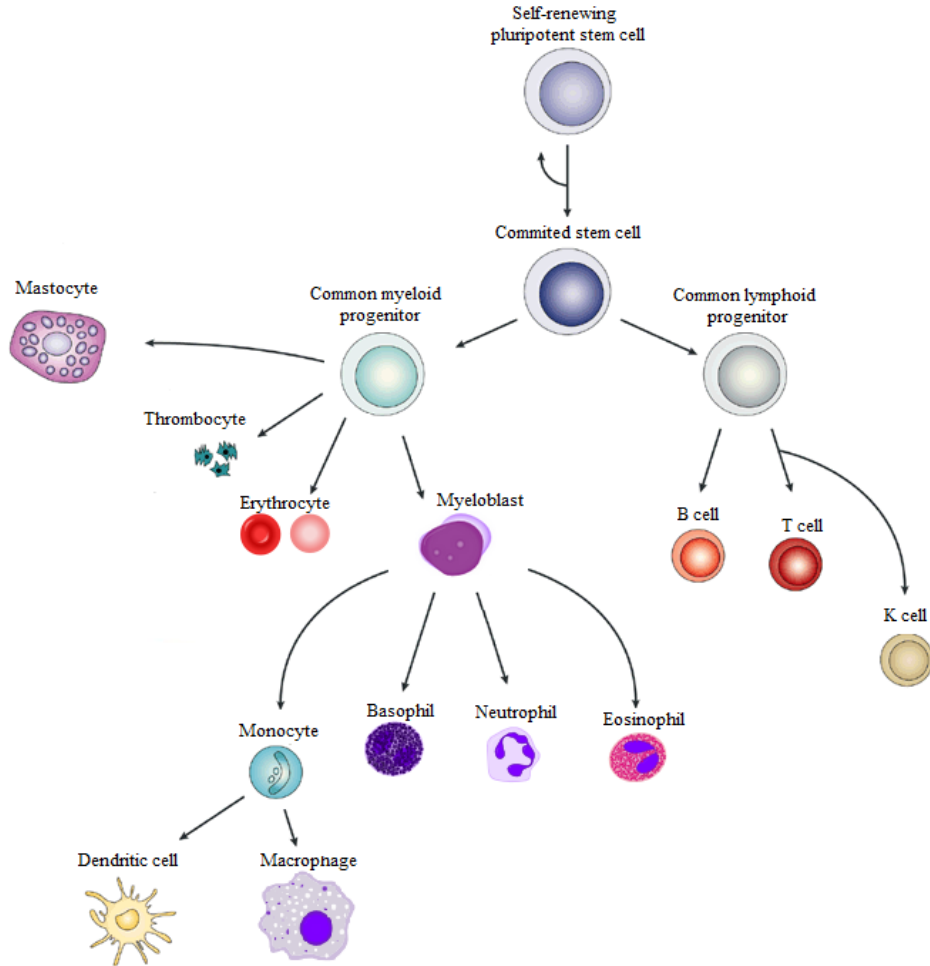 Self-renewing
pluripotent stem cell
Commited stem cell
Mastocyte
Common myeloid
progenitor
Common lymphoid
progenitor
Thrombocyte
Erythrocyte
Myeloblast
B cell
T cell
K cell
Monocyte
Basophil
Neutrophil
Eosinophil
Dendritic cell
Macrophage